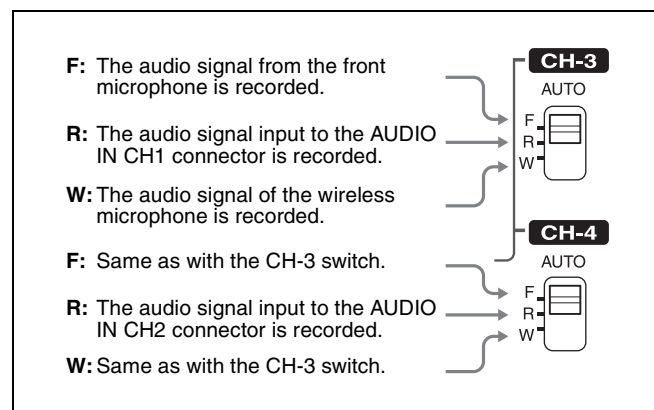 F: The audio signal from the front
microphone is recorded.
R: The audio signal input to the AUDIO
IN CH1 connector is recorded.
W: The audio signal of the wireless
microphone is recorded.
CH-3
AUTO
F
R
W
F: Same as with the CH-3 switch.
R: The audio signal input to the AUDIO
IN CH2 connector is recorded.
W: Same as with the CH-3 switch.
CH-4
AUTO
F
R
W